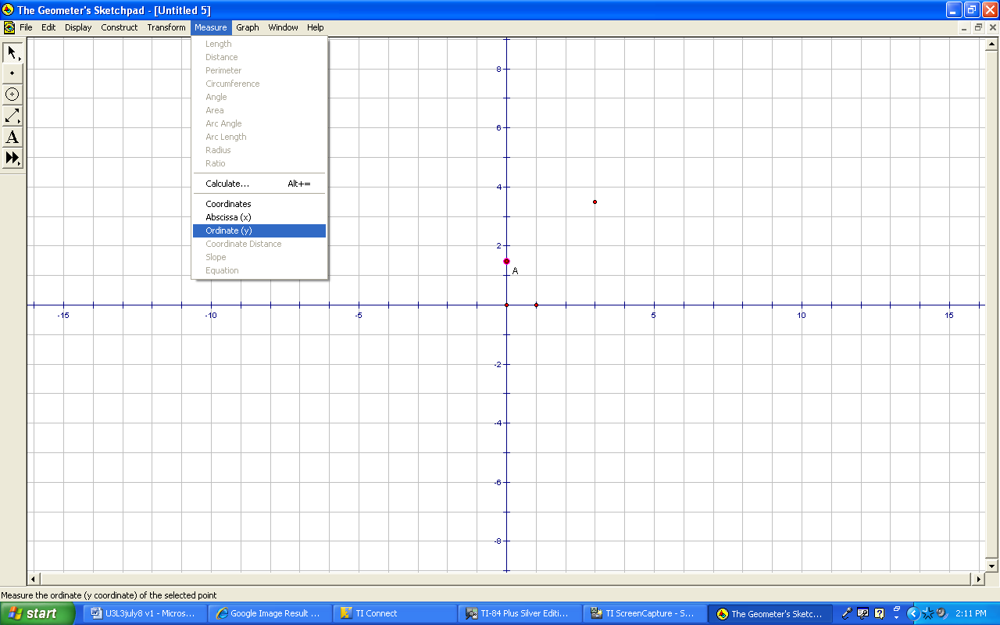 The Geometer's Sketchpad - [Untitled 5]
File Edit Display Construct Transform Measure Graph Window Help
Length
Distance
Perimeter
Circumference
Angle
Area
Arc Angle
Arc Length
Radius
Ratio
Calculate... Alt+=
Coordinates
Abscissa (x)
Ordinate (y)
Coordinate Distance
Slope
Equation
A
8
6
4
2
A
-15 -10 -5 5 10 15
-2
-4
-6
-8
Measure the ordinate (y coordinate) of the selected point
start U3L3july8 v1 - Micros... Google Image Result ... TI Connect TI-84 Plus Silver Editi... TI ScreenCapture - S... The Geometer's Sketc... 2:11 PM